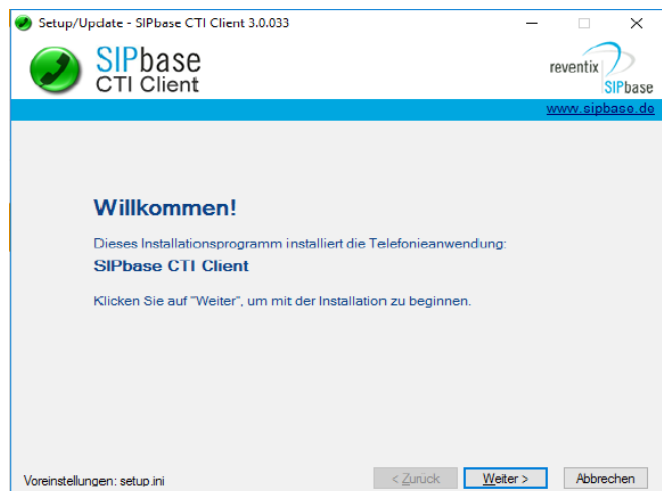 Setup/Update - SIPbase CTI Client 3.0.033
SIPbase
CTI Client
reventix
SIPbase
www.sipbase.de
Willkommen!
Dieses Installationsprogramm installiert die Telefonieanwendung:
SIPbase CTI Client
Klicken Sie auf "Weiter", um mit der Installation zu beginnen.
Voreinstellungen: setup.ini
< Zurück
Weiter >
Abbrechen